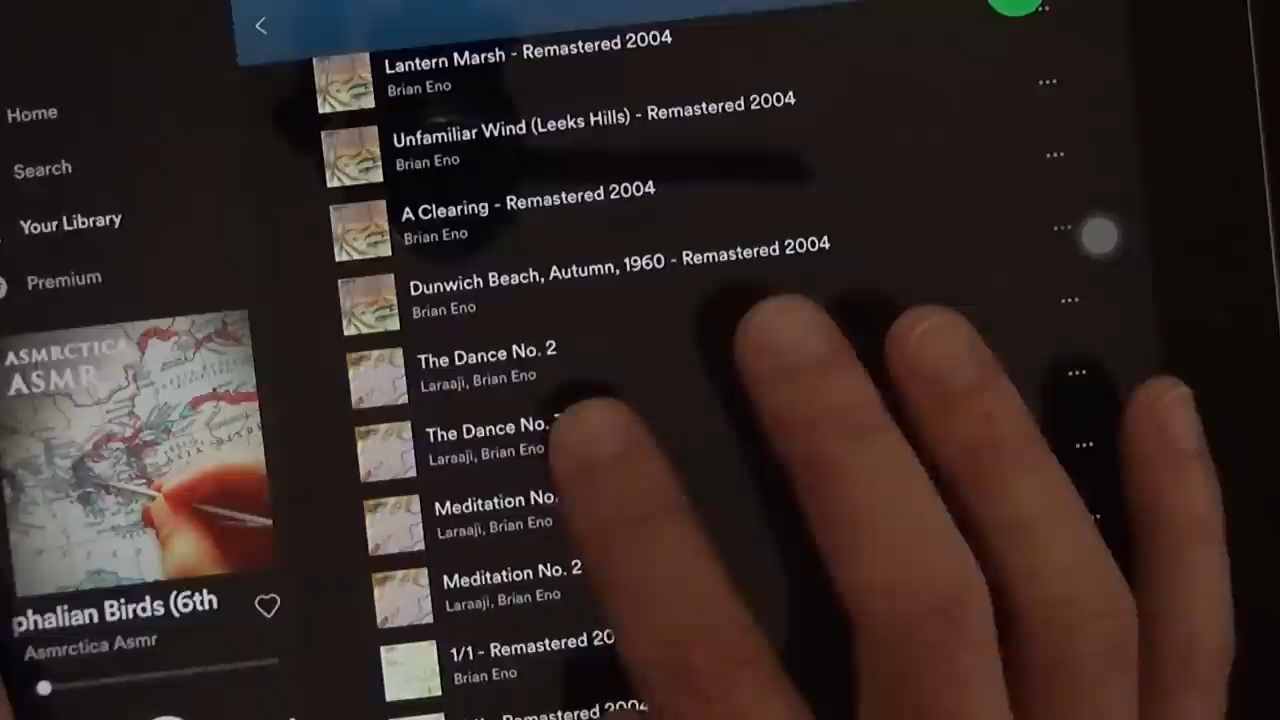 Home
Search
Your Library
Premium
ASMRCTICA
ASMR
phalian Birds (6th
Asmrctica Asmr
Lantern Marsh - Remastered 2004
Brian Eno
Unfamiliar Wind (Leeks Hills) - Remastered 2004
Brian Eno
A Clearing - Remastered 2004
Brian Eno
Dunwich Beach, Autumn, 1960 - Remastered 2004
Brian Eno
The Dance No. 2
Laraaji, Brian Eno
The Dance No.
Laraaji, Brian Eno
Meditation No.
Laraaji, Brian Eno
Meditation No. 2
Laraaji, Brian Eno
1/1 - Remastered 20
Brian Eno
Remastered 2004